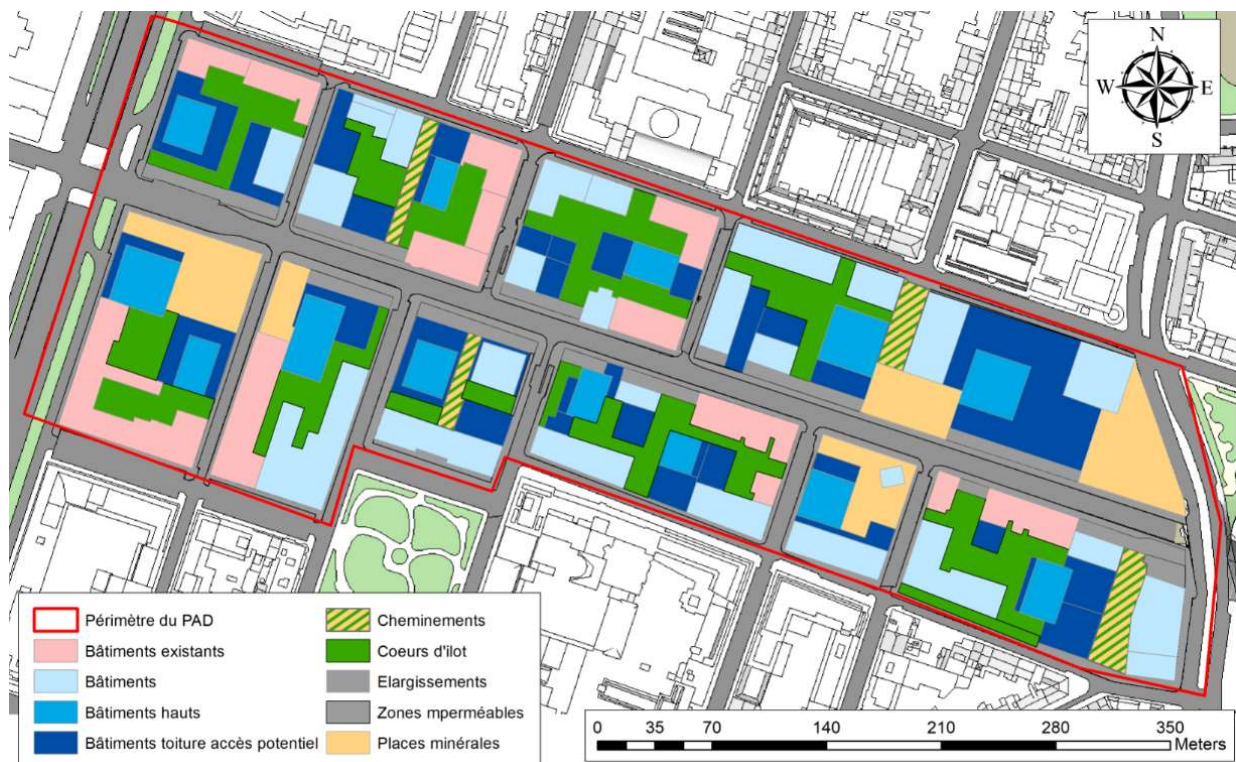 N
W E
S
Périmètre du PAD
Bâtiments existants
Bâtiments
Bâtiments hauts
Bâtiments toiture accès potentiel
Cheminements
Coeurs d'ilot
Elargissements
Zones mperméables
Places minérales
0 35 70 140 210 280 350
Meters